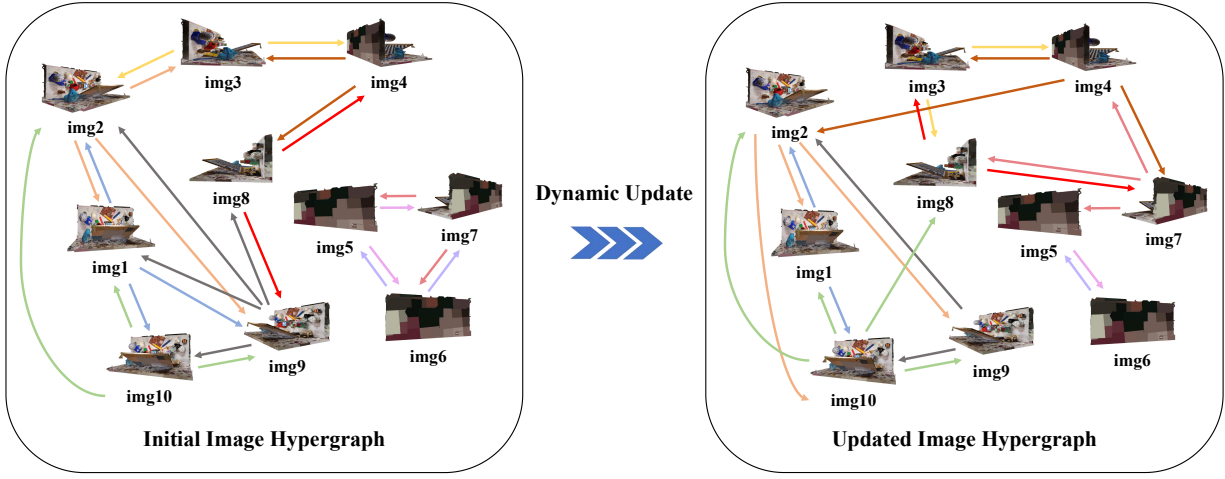 img3
img4
img2
img8
img5
img7
img1
img6
img9
img10
Initial Image Hypergraph
Dynamic Update
img3
img4
img2
img8
img7
img5
img1
img6
img9
img10
Updated Image Hypergraph